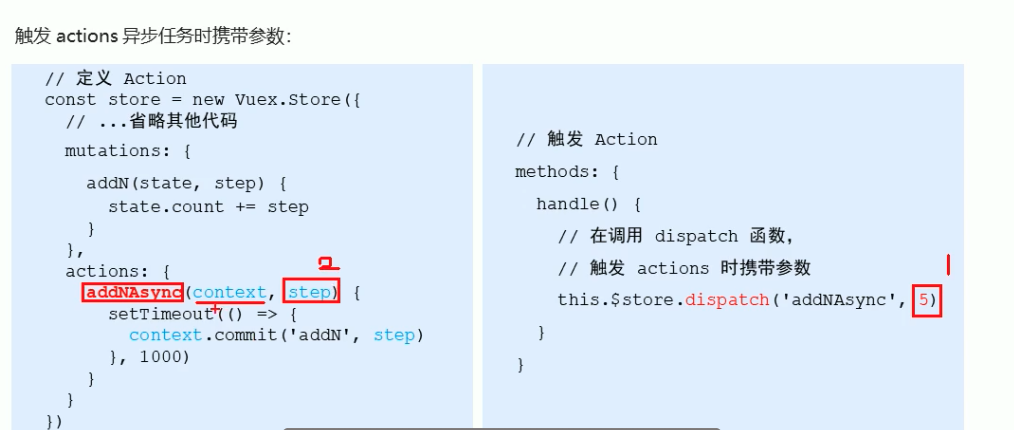 触发 actions 异步任务时携带参数：
// 定义 Action
const store = new Vuex.Store({
// ...省略其他代码
mutations: {
addN(state, step) {
state.count += step
}
},
actions: {
addNAsync(context, step) {
setTimeout(() => {
context.commit('addN', step)
}, 1000)
}
}
})
// 触发 Action
methods: {
handle() {
// 在调用 dispatch 函数，
// 触发 actions 时携带参数
this.$store.dispatch('addNAsync', 5)
}
}